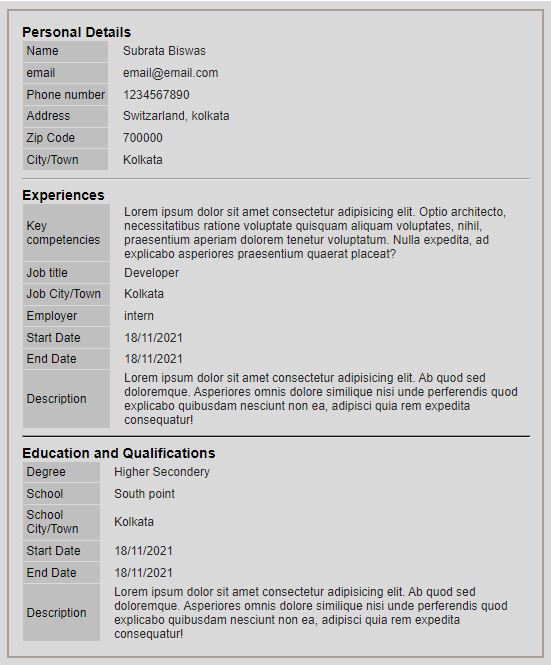 Personal Details
Name Subrata Biswas
email email@email.com
Phone number 1234567890
Address Switzarland, kolkata
Zip Code 700000
City/Town Kolkata
Experiences
Key competencies Lorem ipsum dolor sit amet consectetur adipisicing elit. Optio architecto,
necessitatibus ratione voluptate quisquam aliquam voluptates, nihil,
praesentium aperiam dolorem tenetur voluptatum. Nulla expedita, ad
explicabo asperiores praesentium quaerat placeat?
Job title Developer
Job City/Town Kolkata
Employer intern
Start Date 18/11/2021
End Date 18/11/2021
Description Lorem ipsum dolor sit amet consectetur adipisicing elit. Ab quod sed
doloremque. Asperiores omnis dolore similique nisi unde perferendis quod
explicabo quibusdam nesciunt non ea, adipisci quia rem expedita
consequatur!
Education and Qualifications
Degree Higher Secondery
School South point
School City/Town Kolkata
Start Date 18/11/2021
End Date 18/11/2021
Description Lorem ipsum dolor sit amet consectetur adipisicing elit. Ab quod sed
doloremque. Asperiores omnis dolore similique nisi unde perferendis quod
explicabo quibusdam nesciunt non ea, adipisci quia rem expedita
consequatur!